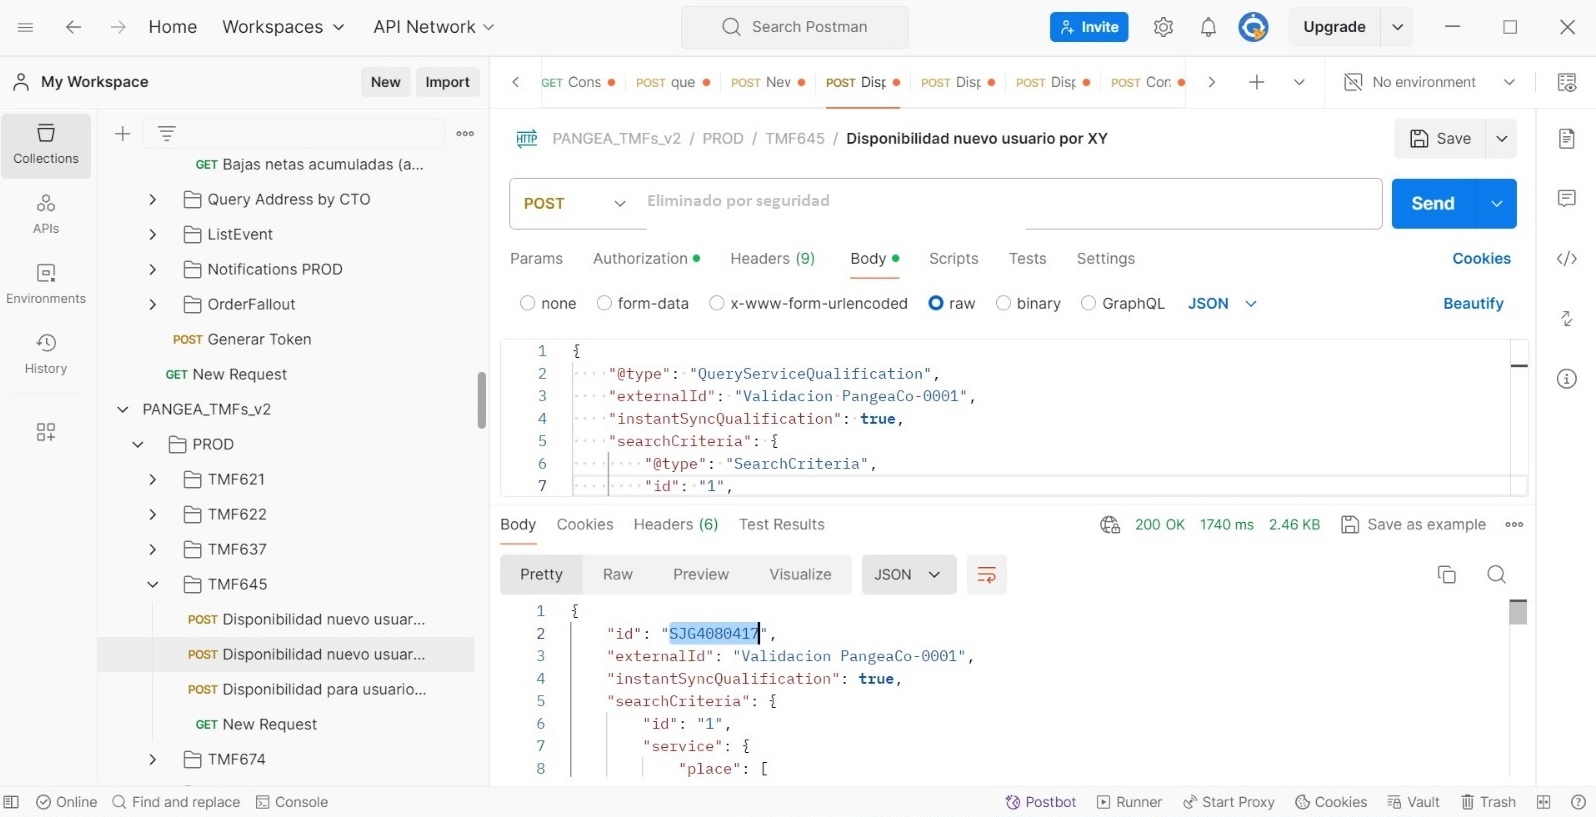 Home Workspaces API Network Search Postman Invite Upgrade
My Workspace New Import
GET Cons POST que POST Nev POST Disp POST Disp POST Disp POST Con No environment
Collections
APIs
Environments
History
GET Bajas netas acumuladas (a...
Query Address by CTO
ListEvent
Notifications PROD
OrderFallout
POST Generar Token
GET New Request
PANGEA_TMFs_v2
PROD
TMF621
TMF622
TMF637
TMF645
POST Disponibilidad nuevo usuar...
POST Disponibilidad nuevo usuar...
POST Disponibilidad para usuario...
GET New Request
TMF674
HTTP PANGEA_TMFs_v2 / PROD / TMF645 / Disponibilidad nuevo usuario por XY Save
POST Eliminado por seguridad Send
Params Authorization Headers (9) Body Scripts Tests Settings Cookies
none form-data x-www-form-urlencoded raw binary GraphQL JSON Beautify
1 {
2 "@type": "QueryServiceQualification",
3 "externalId": "Validacion PangeaCo-0001",
4 "instantSyncQualification": true,
5 "searchCriteria": {
6 "@type": "SearchCriteria",
7 "id": "1",
Body Cookies Headers (6) Test Results 200 OK 1740 ms 2.46 KB Save as example
Pretty Raw Preview Visualize JSON
1 {
2 "id": "SJG4080417",
3 "externalId": "Validacion PangeaCo-0001",
4 "instantSyncQualification": true,
5 "searchCriteria": {
6 "id": "1",
7 "service": {
8 "place": [
Online Find and replace Console Postbot Runner Start Proxy Cookies Vault Trash